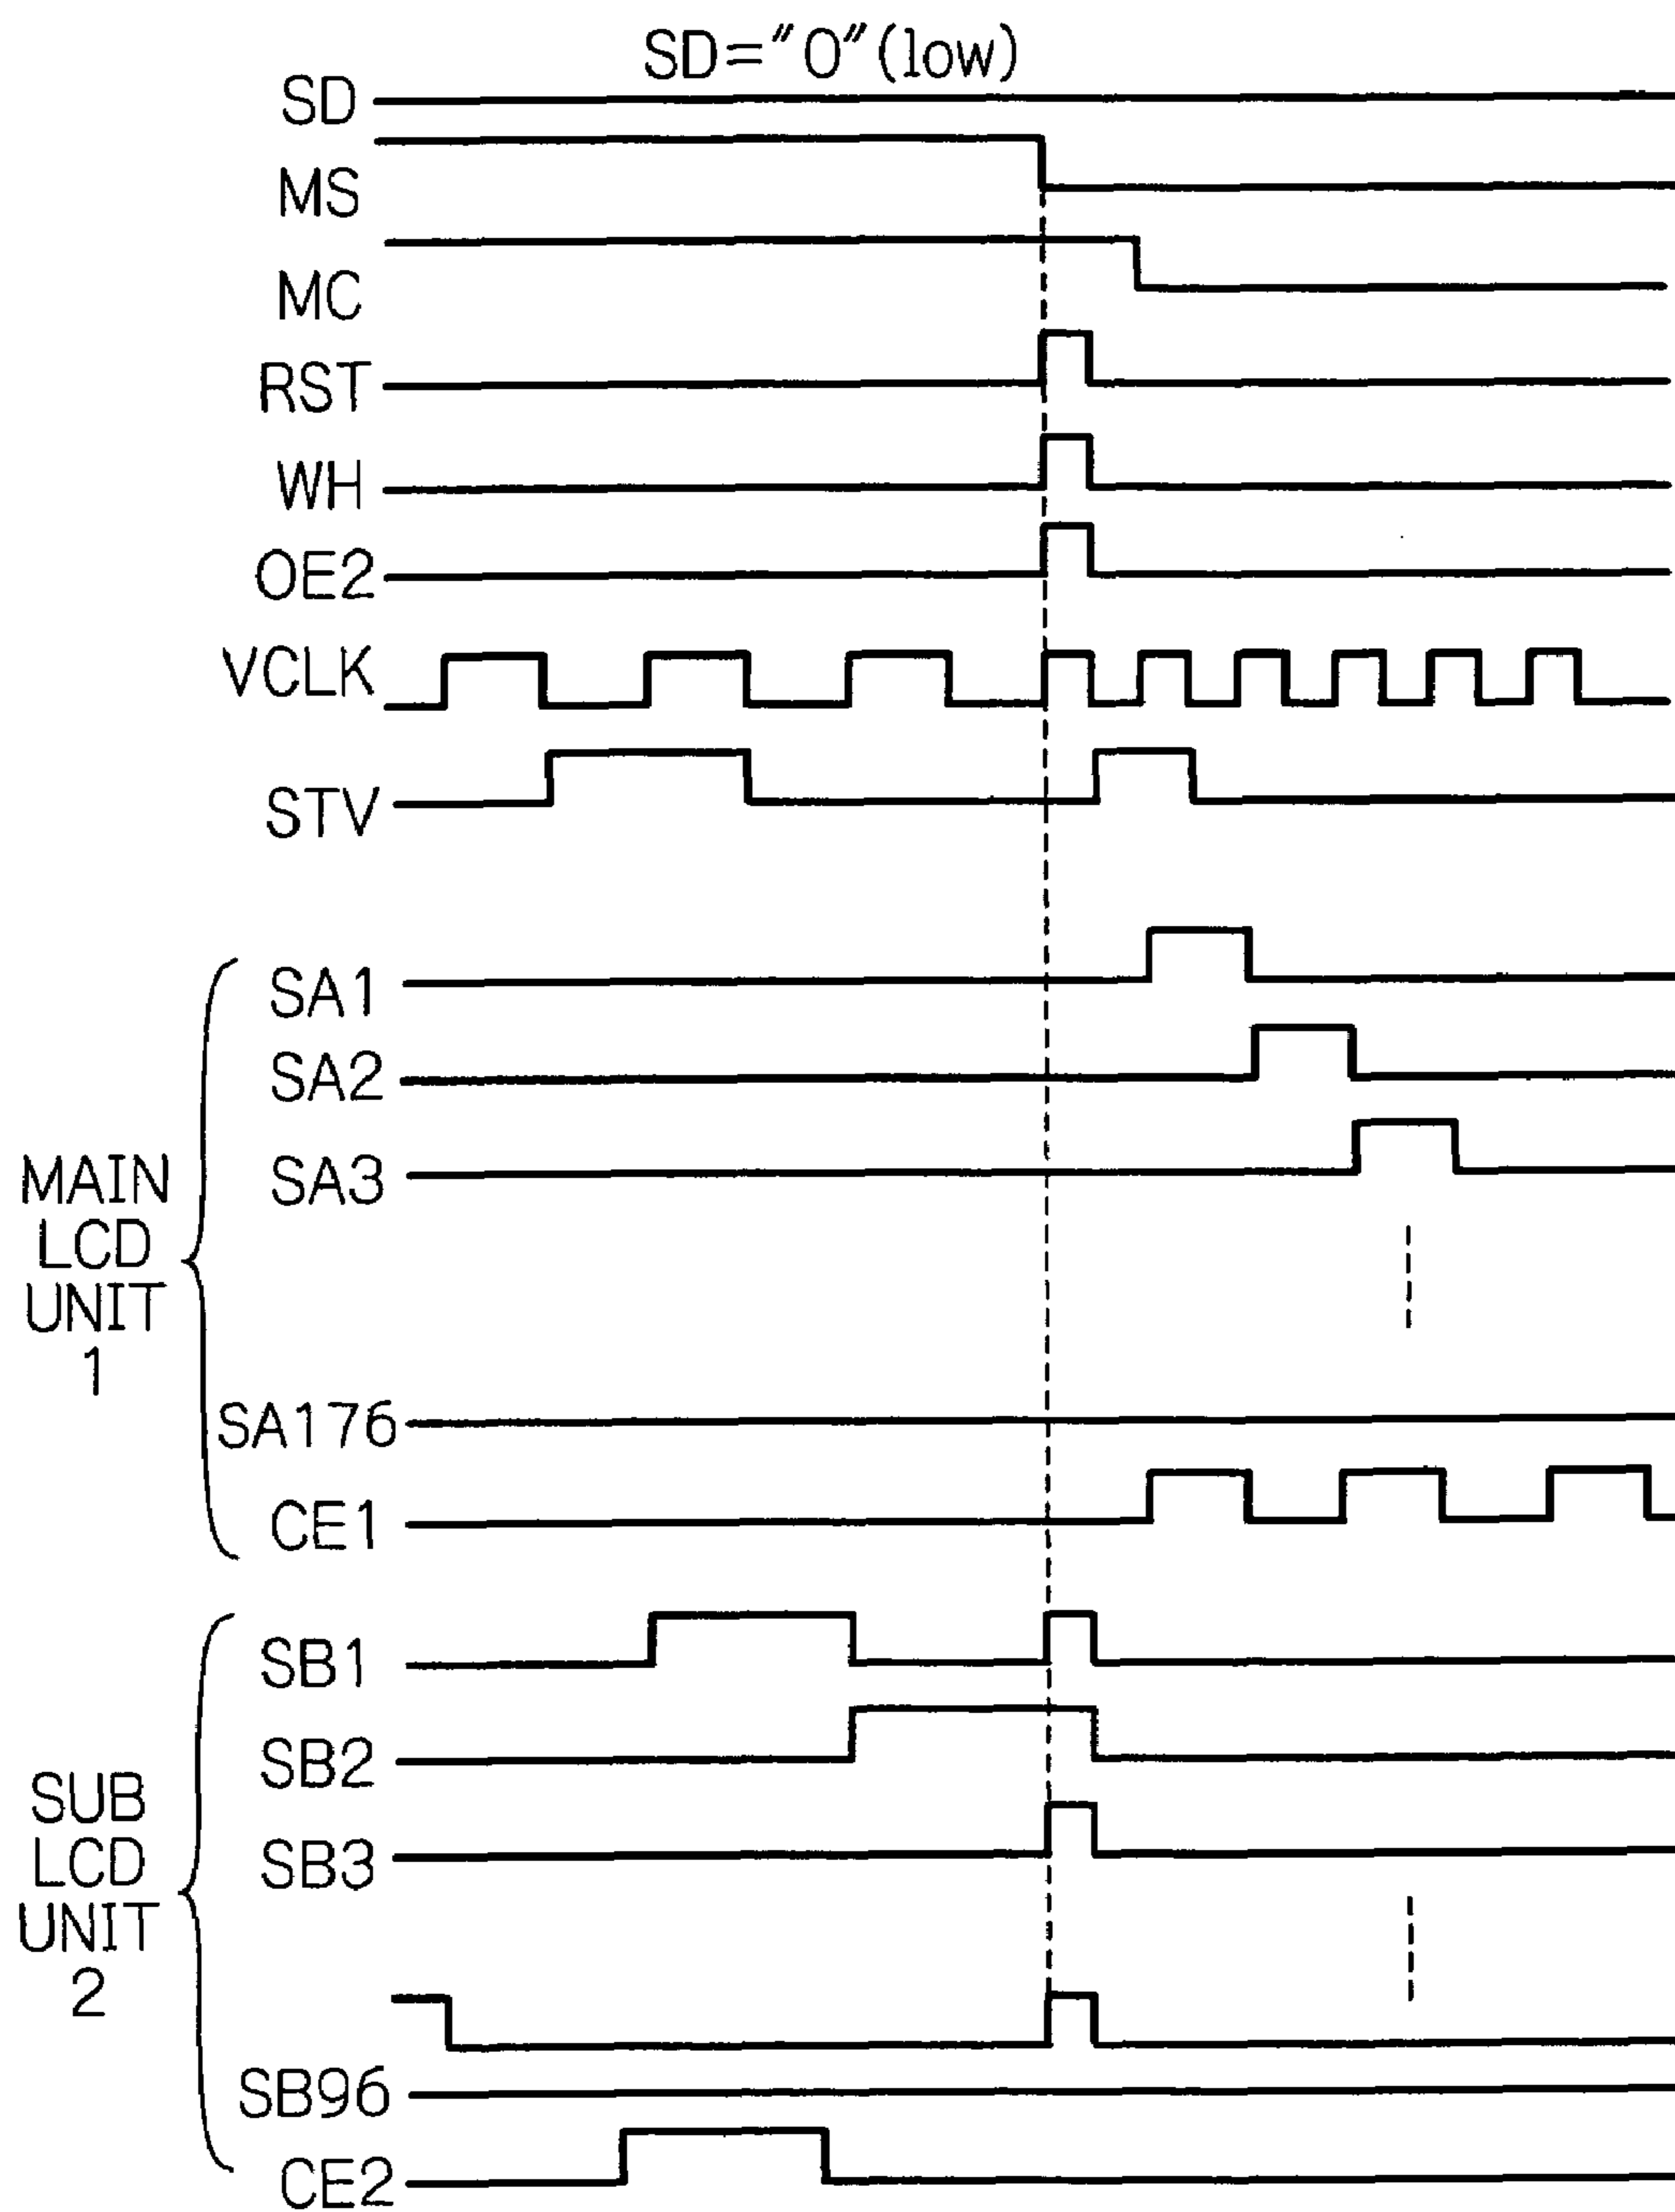 SD="0"(low)
SD
MS
MC
RST
WH
OE2
VCLK
STV
SA1
SA2
SA3
MAIN
LCD
UNIT
1
SA176
CE1
SB1
SB2
SB3
SUB
LCD
UNIT
2
SB96
CE2